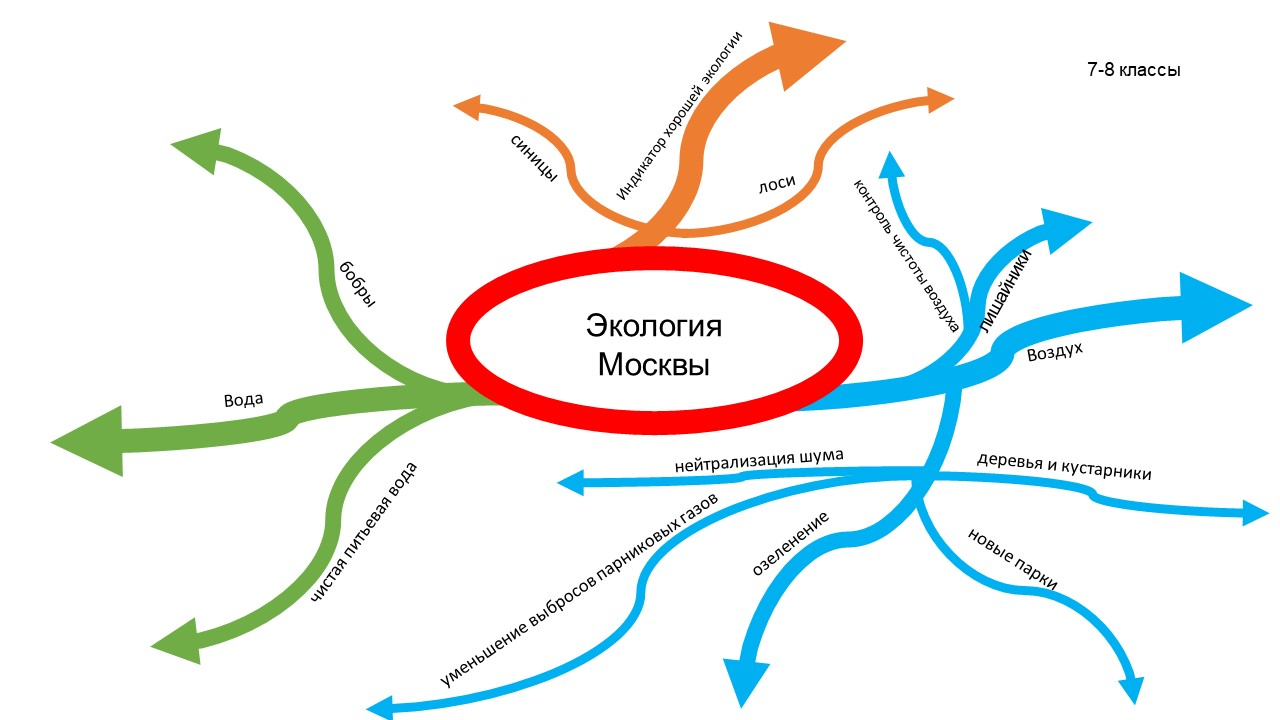 7-8 классы
Индикатор хорошей экологии
синицы
лоси
контроль чистоты воздуха
лишайники
бобры
Экология
Москвы
Воздух
Вода
нейтрализация шума
деревья и кустарники
чистая питьевая вода
уменьшение выбросов парниковых газов
озеленение
новые парки